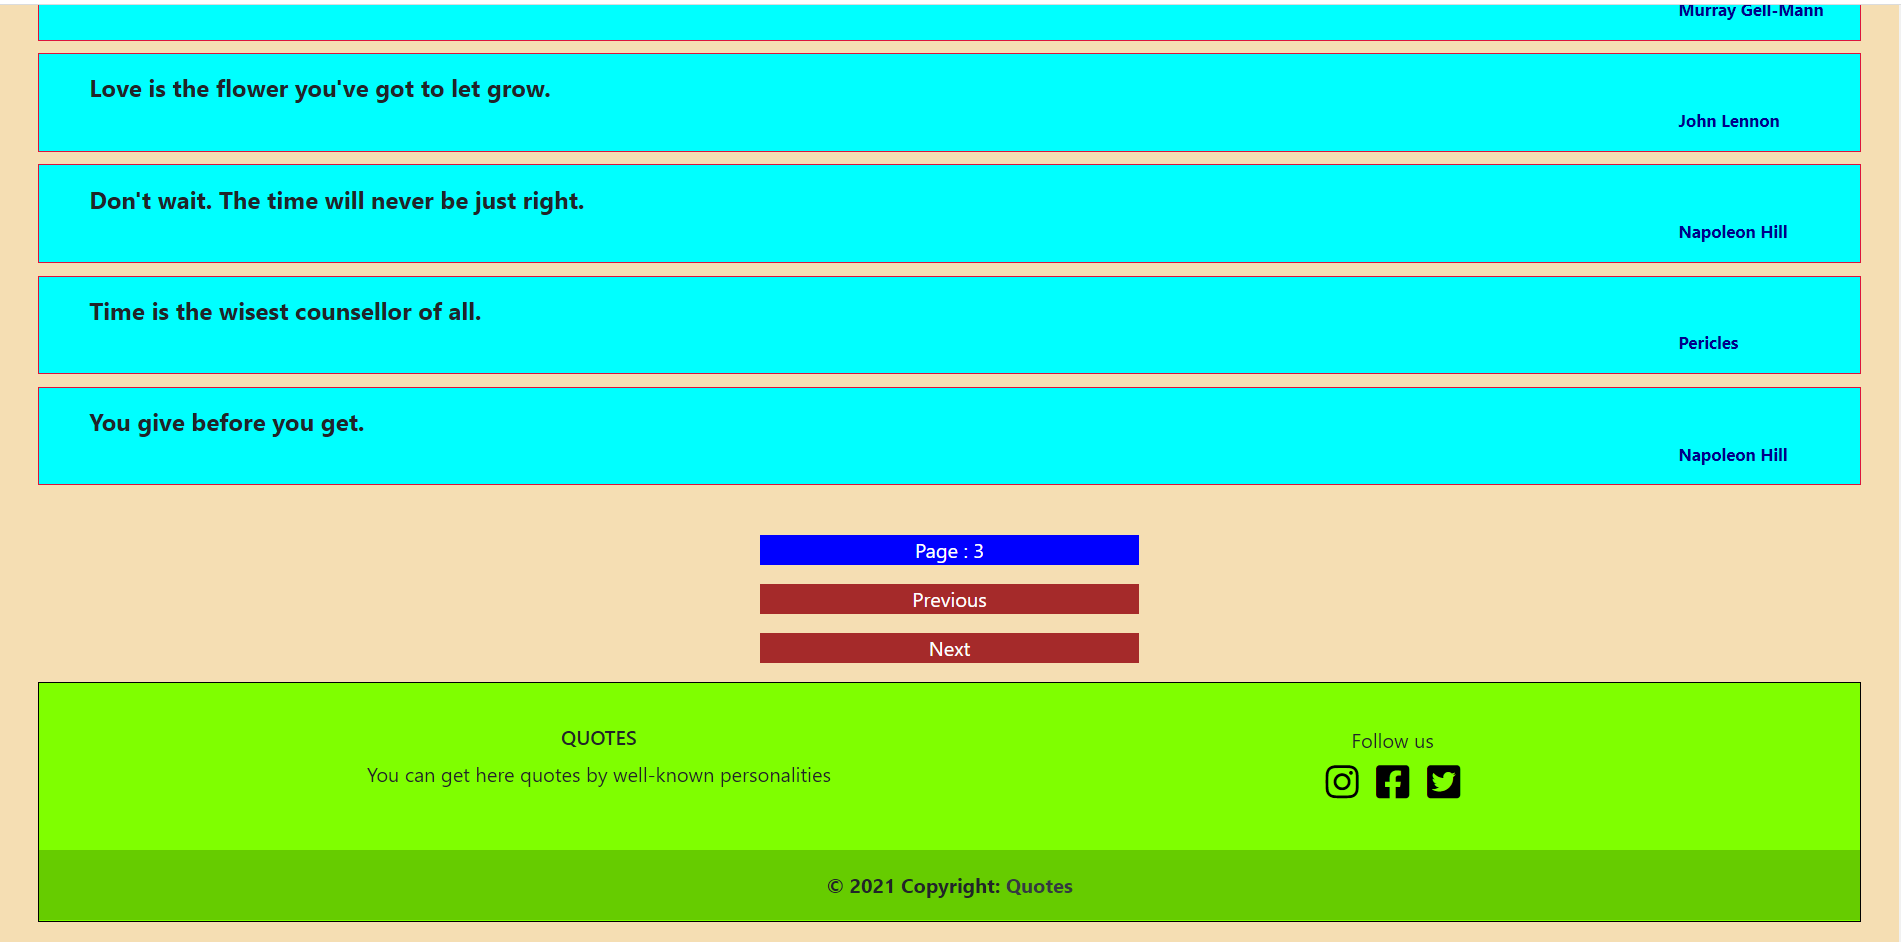 Murray Gell-Mann
Love is the flower you've got to let grow.
John Lennon
Don't wait. The time will never be just right.
Napoleon Hill
Time is the wisest counsellor of all.
Pericles
You give before you get.
Napoleon Hill
Page : 3
Previous
Next
QUOTES
You can get here quotes by well-known personalities
Follow us
© 2021 Copyright: Quotes